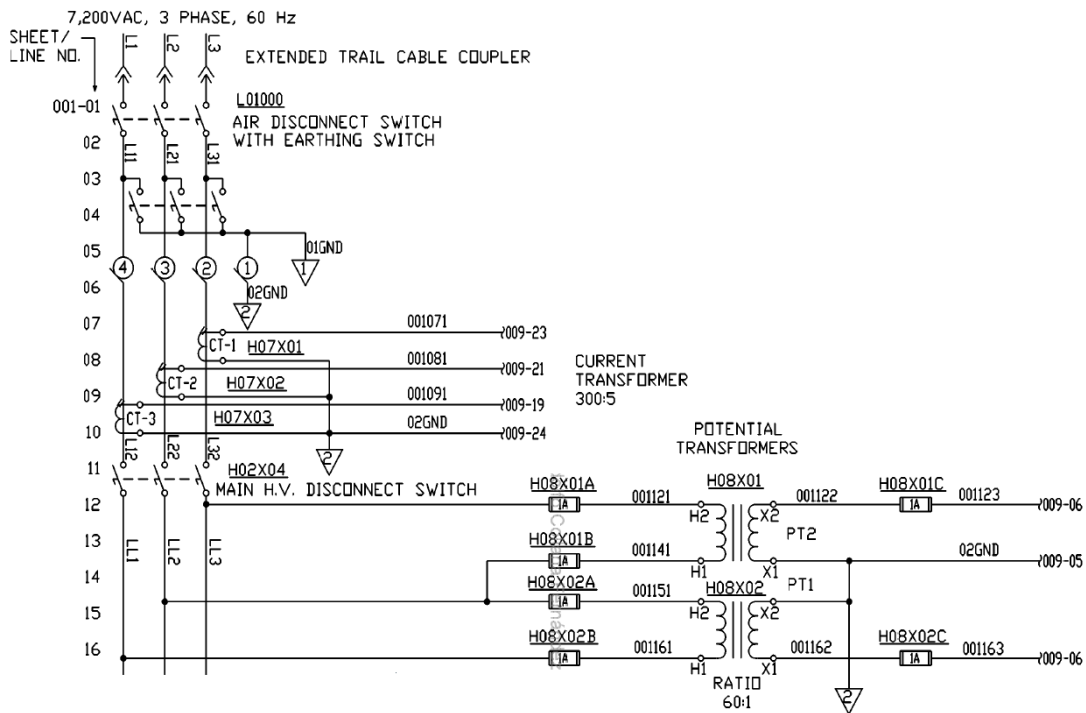 7,200VAC, 3 PHASE, 60 Hz
SHEET/
LINE NO.
L1
L2
L3
EXTENDED TRAIL CABLE COUPLER
001-01
L01000
AIR DISCONNECT SWITCH
WITH EARTHING SWITCH
02
L11
L21
L31
03
04
05
01GND
4
3
2
1
1
06
02GND
2
07
001071
009-23
CT-1
H07X01
08
001081
009-21
CURRENT
TRANSFORMER
300:5
CT-2
H07X02
09
001091
009-19
CT-3
H07X03
02GND
10
009-24
L12
L22
L32
2
POTENTIAL
TRANSFORMERS
11
H02X04
MAIN H.V. DISCONNECT SWITCH
H08X01A
H08X01
H08X01C
12
1A
001121
H2
X2
001122
1A
001123
009-06
13
LL1
LL2
LL3
H08X01B
PT2
1A
001141
H1
X1
02GND
009-05
14
H08X02A
H08X02
PT1
1A
001151
H2
X2
15
H08X02B
H08X02C
16
1A
001161
H1
X1
001162
1A
001163
009-06
RATIO
60:1
2